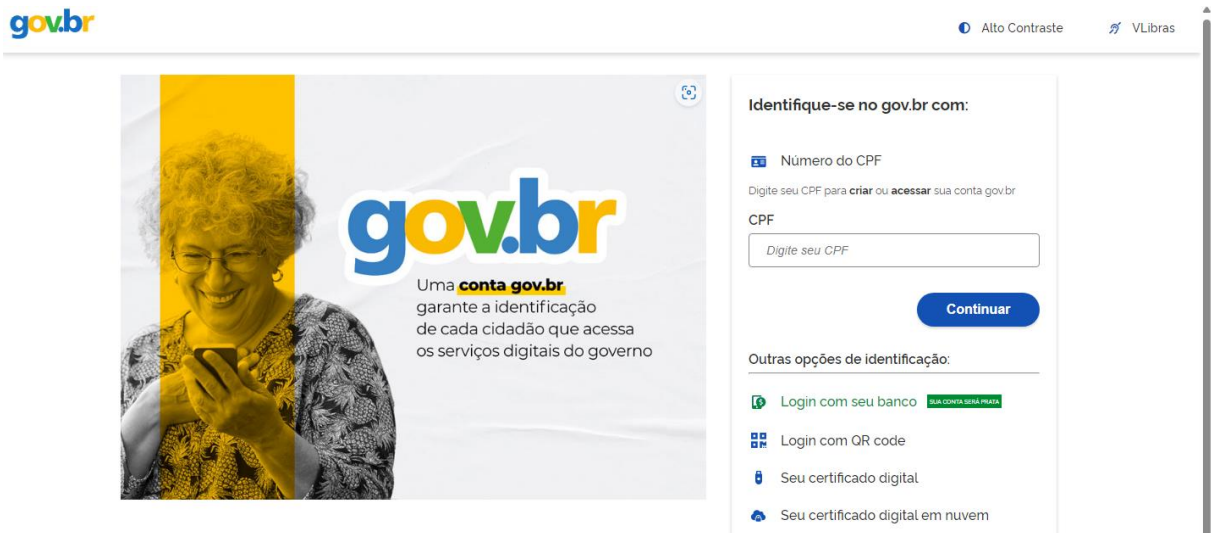 gov.br
Alto Contraste
VLibras
gov.br
Uma conta gov.br
garante a identificação
de cada cidadão que acessa
os serviços digitais do governo
Identifique-se no gov.br com:
Número do CPF
Digite seu CPF para criar ou acessar sua conta gov.br
CPF
Digite seu CPF
Continuar
Outras opções de identificação:
Login com seu banco SUA CONTA SERÁ PRATA
Login com QR code
Seu certificado digital
Seu certificado digital em nuvem